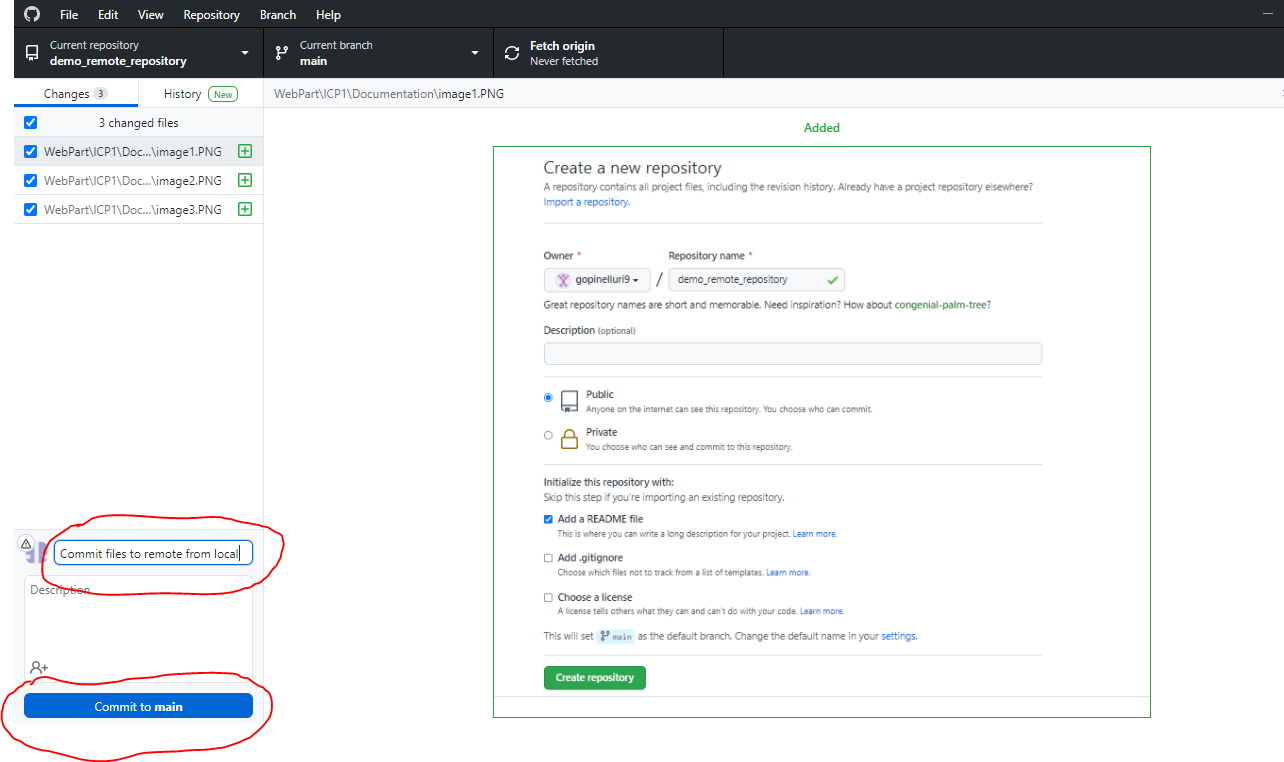 File Edit View Repository Branch Help
Current repository
demo_remote_repository
Current branch
main
Fetch origin
Never fetched
Changes 3
History New
WebPart\ICP1\Documentation\image1.PNG
3 changed files
WebPart\ICP1\Doc...\image1.PNG
WebPart\ICP1\Doc...\image2.PNG
WebPart\ICP1\Doc...\image3.PNG
Commit files to remote from local
Description
Commit to main
Added
Create a new repository
A repository contains all project files, including the revision history. Already have a project repository elsewhere?
Import a repository.
Owner * Repository name *
gopinelluri9 / demo_remote_repository
Great repository names are short and memorable. Need inspiration? How about congenial-palm-tree?
Description (optional)
Public
Anyone on the internet can see this repository. You choose who can commit.
Private
You choose who can see and commit to this repository.
Initialize this repository with:
Skip this step if you're importing an existing repository.
Add a README file
This is where you can write a long description for your project. Learn more.
Add .gitignore
Choose which files not to track from a list of templates. Learn more.
Choose a license
A license tells others what they can and can't do with your code. Learn more.
This will set main as the default branch. Change the default name in your settings.
Create repository